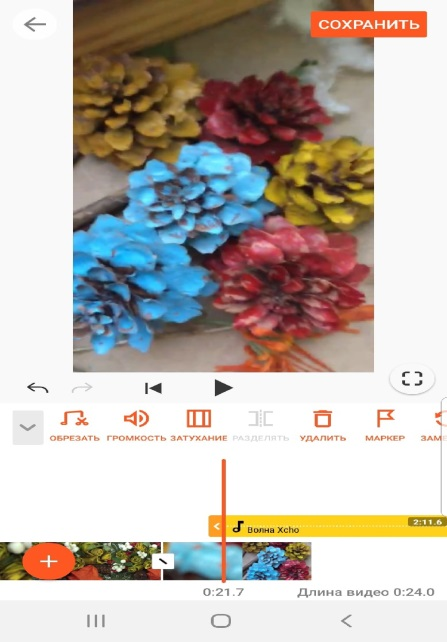 СОХРАНИТЬ
ОБРЕЗАТЬ ГРОМКОСТЬ ЗАТУХАНИЕ РАЗДЕЛЯТЬ УДАЛИТЬ МАРКЕР ЗАМЕ
2:11.6
Волна Xcho
0:21.7 Длина видео 0:24.0